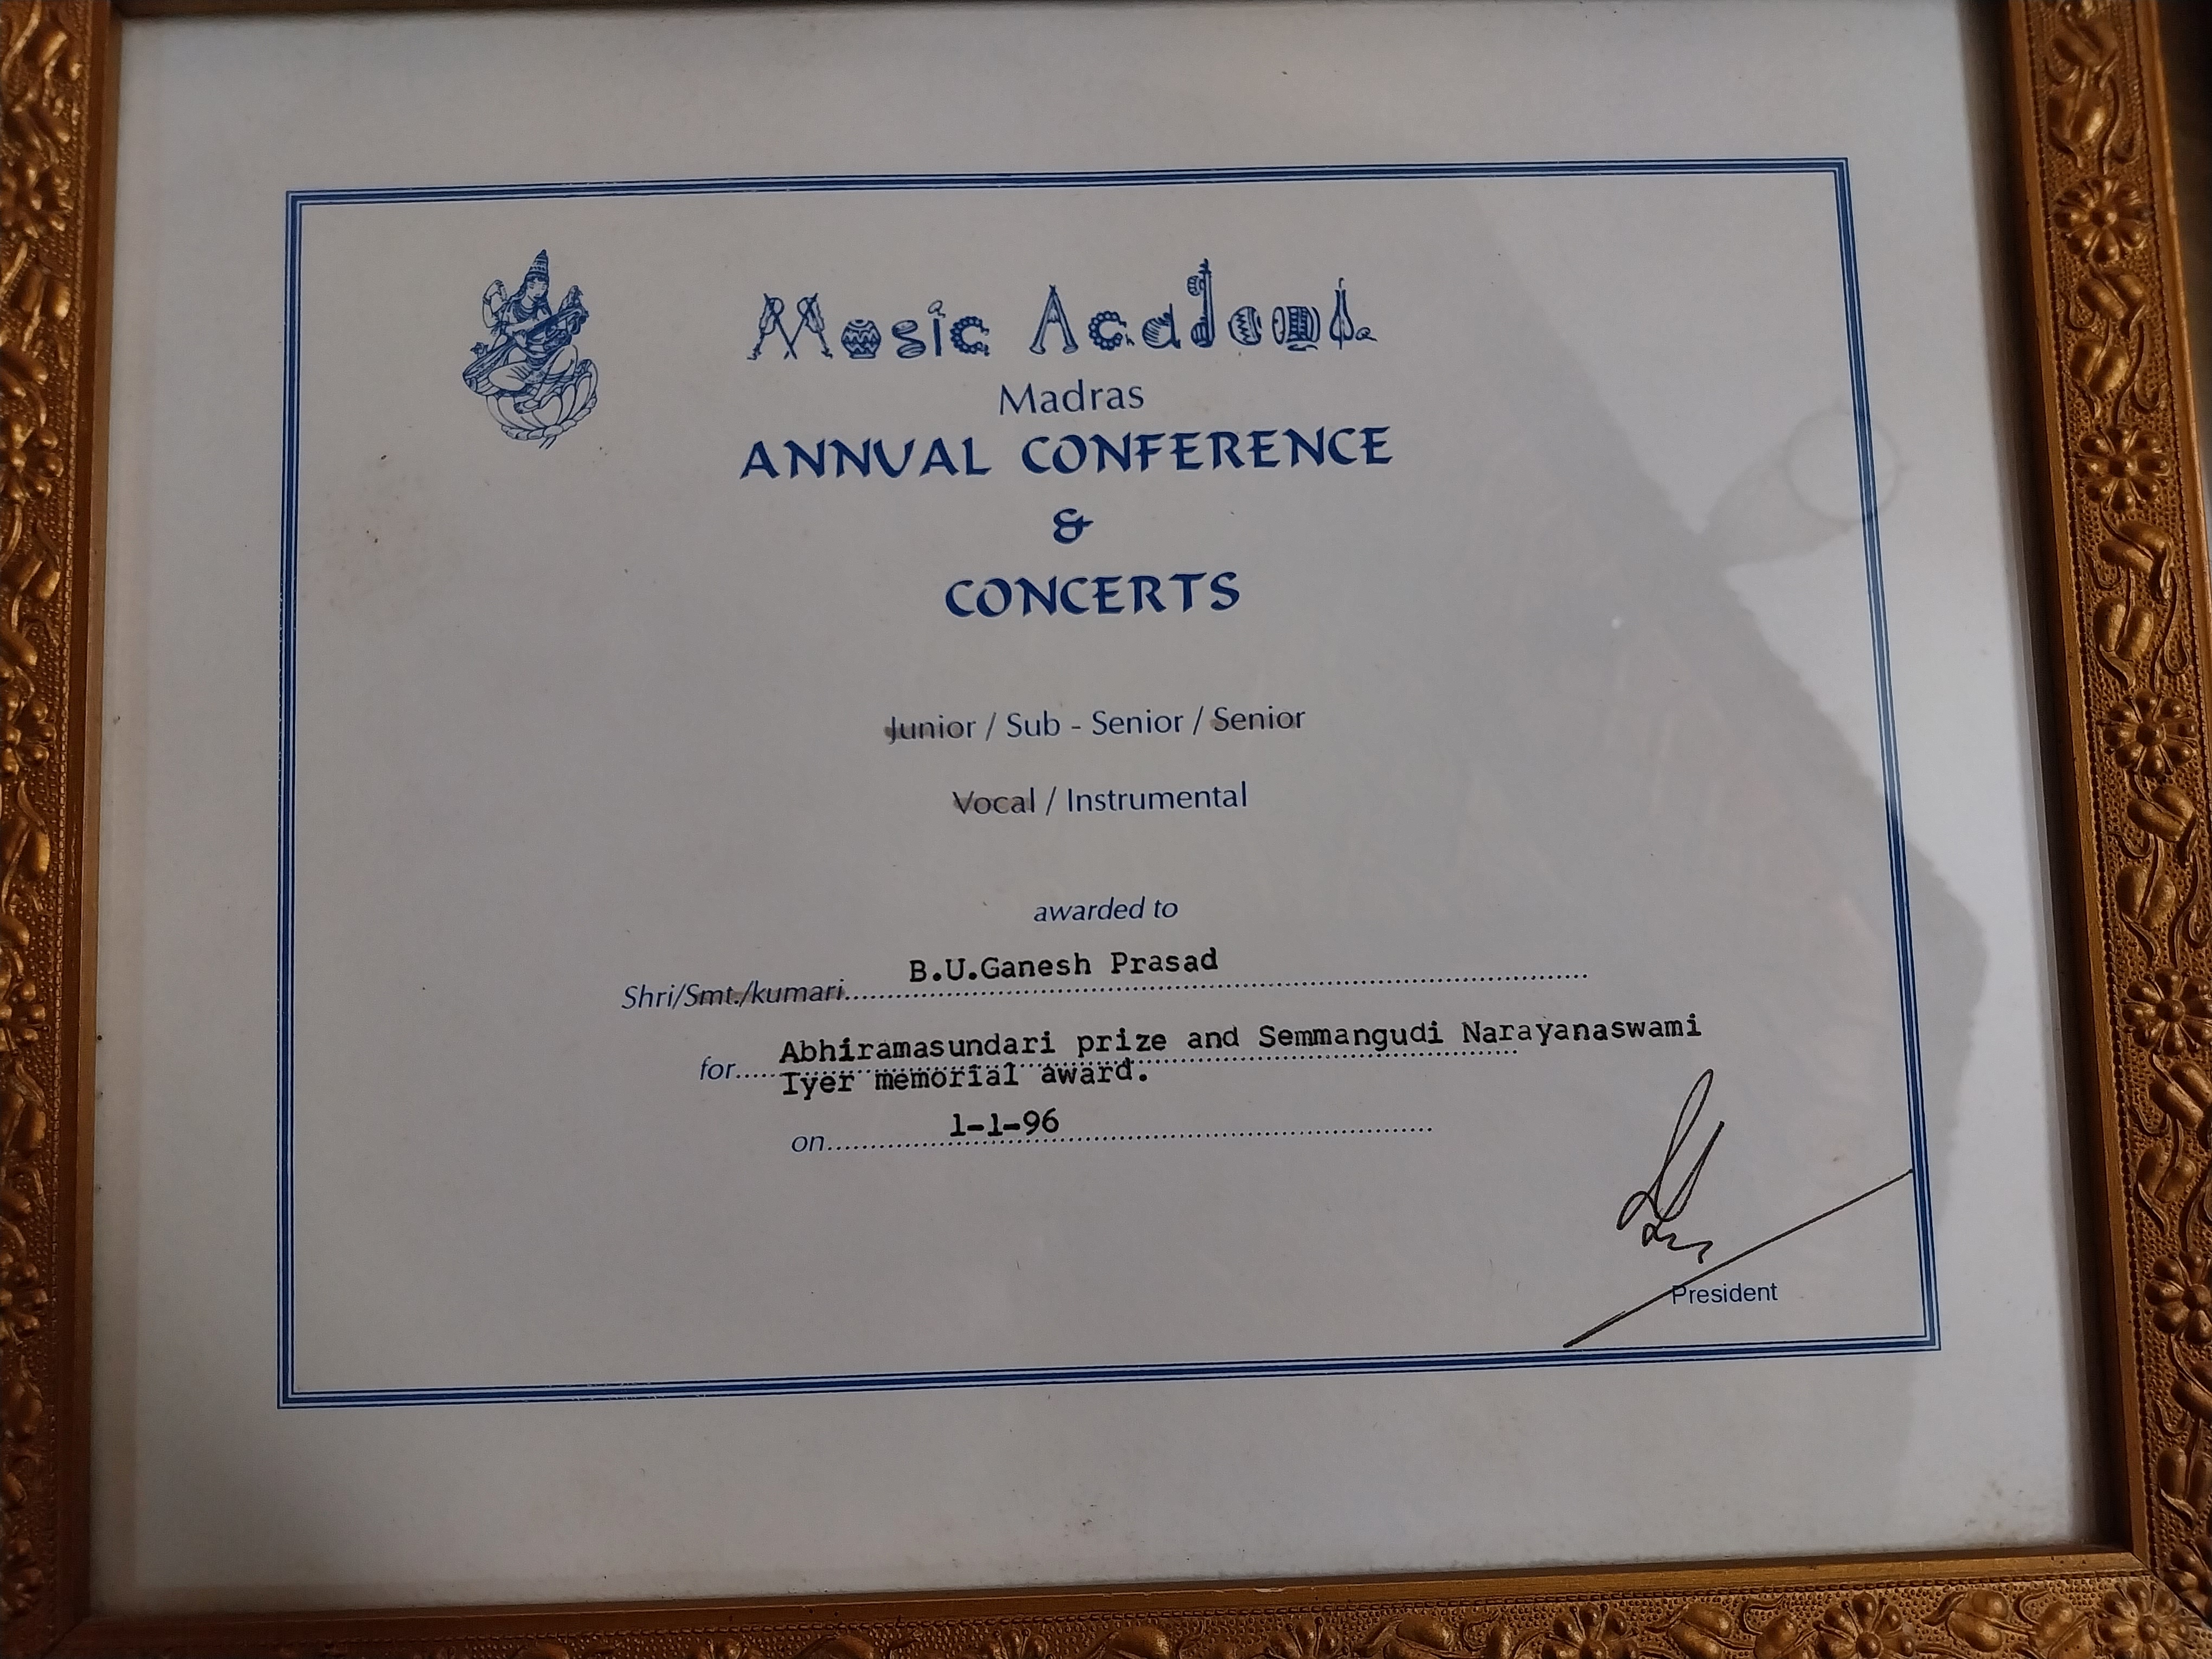 Music Academy
Madras
ANNUAL CONFERENCE
&
CONCERTS
Junior / Sub - Senior / Senior
Vocal / Instrumental
awarded to
Shri/Smt./kumari..........B.U.Ganesh Prasad..........
for.....Abhiramasundari prize and Semmangudi Narayanaswami
Iyer memorial award.
on..........1-1-96..........
President